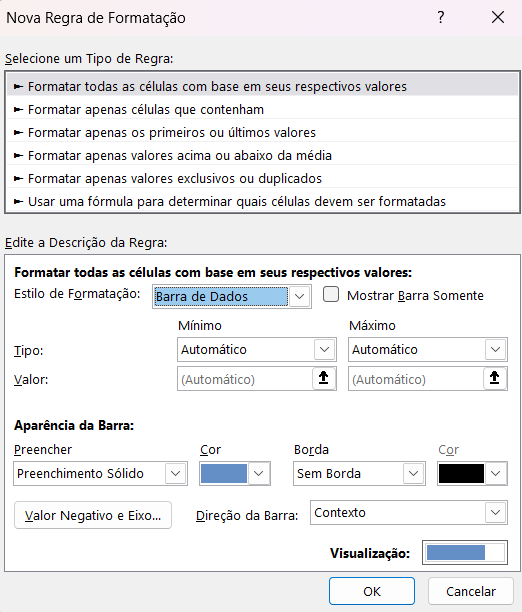 Nova Regra de Formatação ? ×
Selecione um Tipo de Regra:
► Formatar todas as células com base em seus respectivos valores
► Formatar apenas células que contenham
► Formatar apenas os primeiros ou últimos valores
► Formatar apenas valores acima ou abaixo da média
► Formatar apenas valores exclusivos ou duplicados
► Usar uma fórmula para determinar quais células devem ser formatadas
Edite a Descrição da Regra:
Formatar todas as células com base em seus respectivos valores:
Estilo de Formatação: Barra de Dados Mostrar Barra Somente
Mínimo Máximo
Tipo: Automático Automático
Valor: (Automático) (Automático)
Aparência da Barra:
Preencher Cor Borda Cor
Preenchimento Sólido Sem Borda
Valor Negativo e Eixo... Direção da Barra: Contexto
Visualização:
OK Cancelar